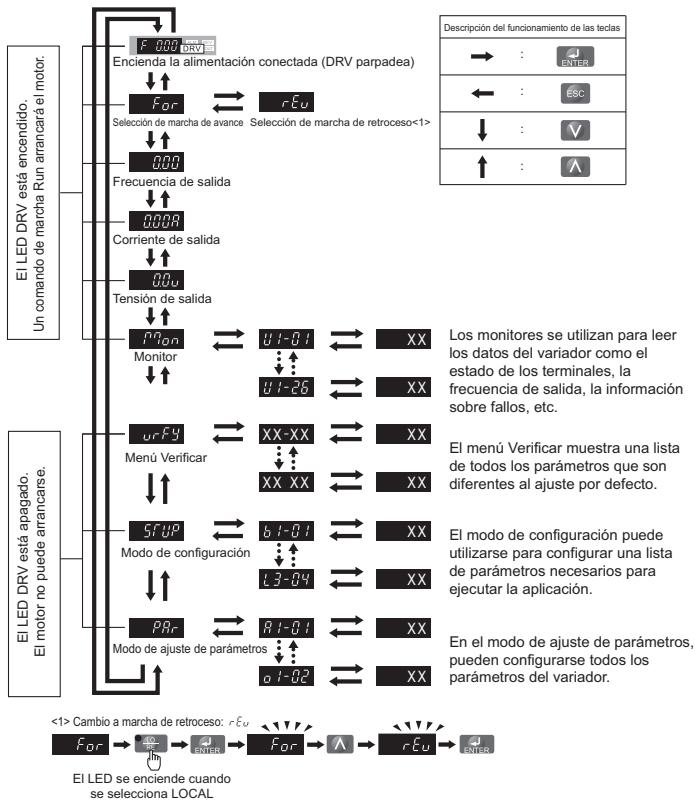 F 0.00
DRV
Encienda la alimentación conectada (DRV parpadea)
For
rEv
Selección de marcha de avance
Selección de marcha de retroceso<1>
0.00
Frecuencia de salida
0.00A
Corriente de salida
0.0v
Tensión de salida
Mon
Monitor
U1-01
XX
U1-26
XX
Los monitores se utilizan para leer
los datos del variador como el
estado de los terminales, la
frecuencia de salida, la información
sobre fallos, etc.
vrFy
Menú Verificar
XX-XX
XX
XX XX
XX
El menú Verificar muestra una lista
de todos los parámetros que son
diferentes al ajuste por defecto.
STUP
Modo de configuración
b1-01
XX
L3-04
XX
El modo de configuración puede
utilizarse para configurar una lista
de parámetros necesarios para
ejecutar la aplicación.
PAr
Modo de ajuste de parámetros
A1-01
XX
o1-02
XX
En el modo de ajuste de parámetros,
pueden configurarse todos los
parámetros del variador.
El LED DRV está encendido.
Un comando de marcha Run arrancará el motor.
El LED DRV está apagado.
El motor no puede arrancarse.
Descripción del funcionamiento de las teclas
→ : ENTER
← : ESC
↓ : V
↑ : Λ
<1> Cambio a marcha de retroceso: rEv
For → LO RE → ENTER → For → Λ → rEv → ENTER
El LED se enciende cuando
se selecciona LOCAL